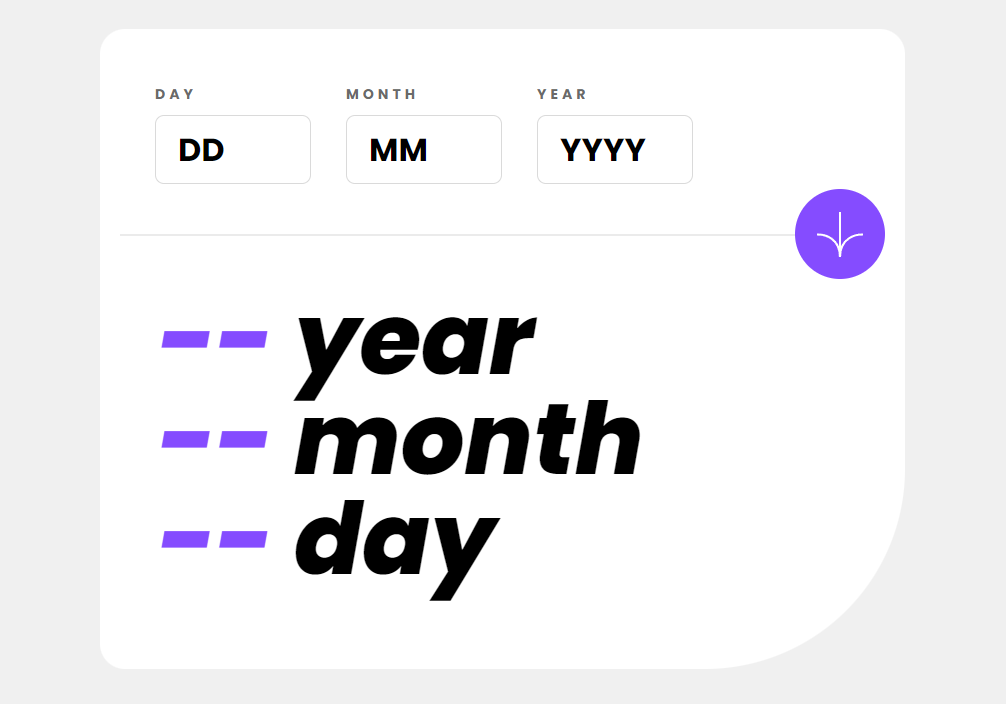 DAY MONTH YEAR
DD MM YYYY
-- year
-- month
-- day